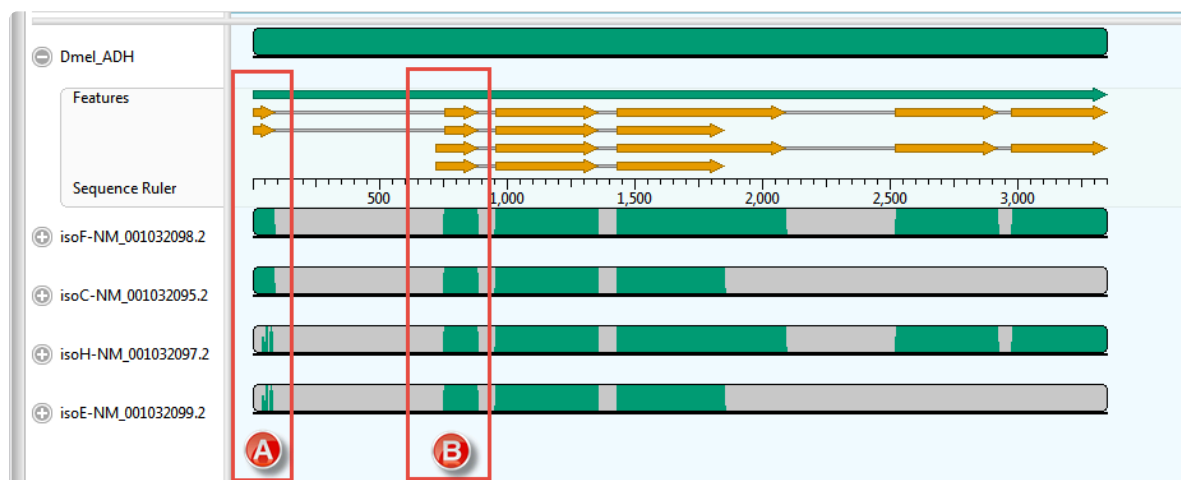 Dmel_ADH
Features
Sequence Ruler
500 1,000 1,500 2,000 2,500 3,000
isoF-NM_001032098.2
isoC-NM_001032095.2
isoH-NM_001032097.2
isoE-NM_001032099.2
A B